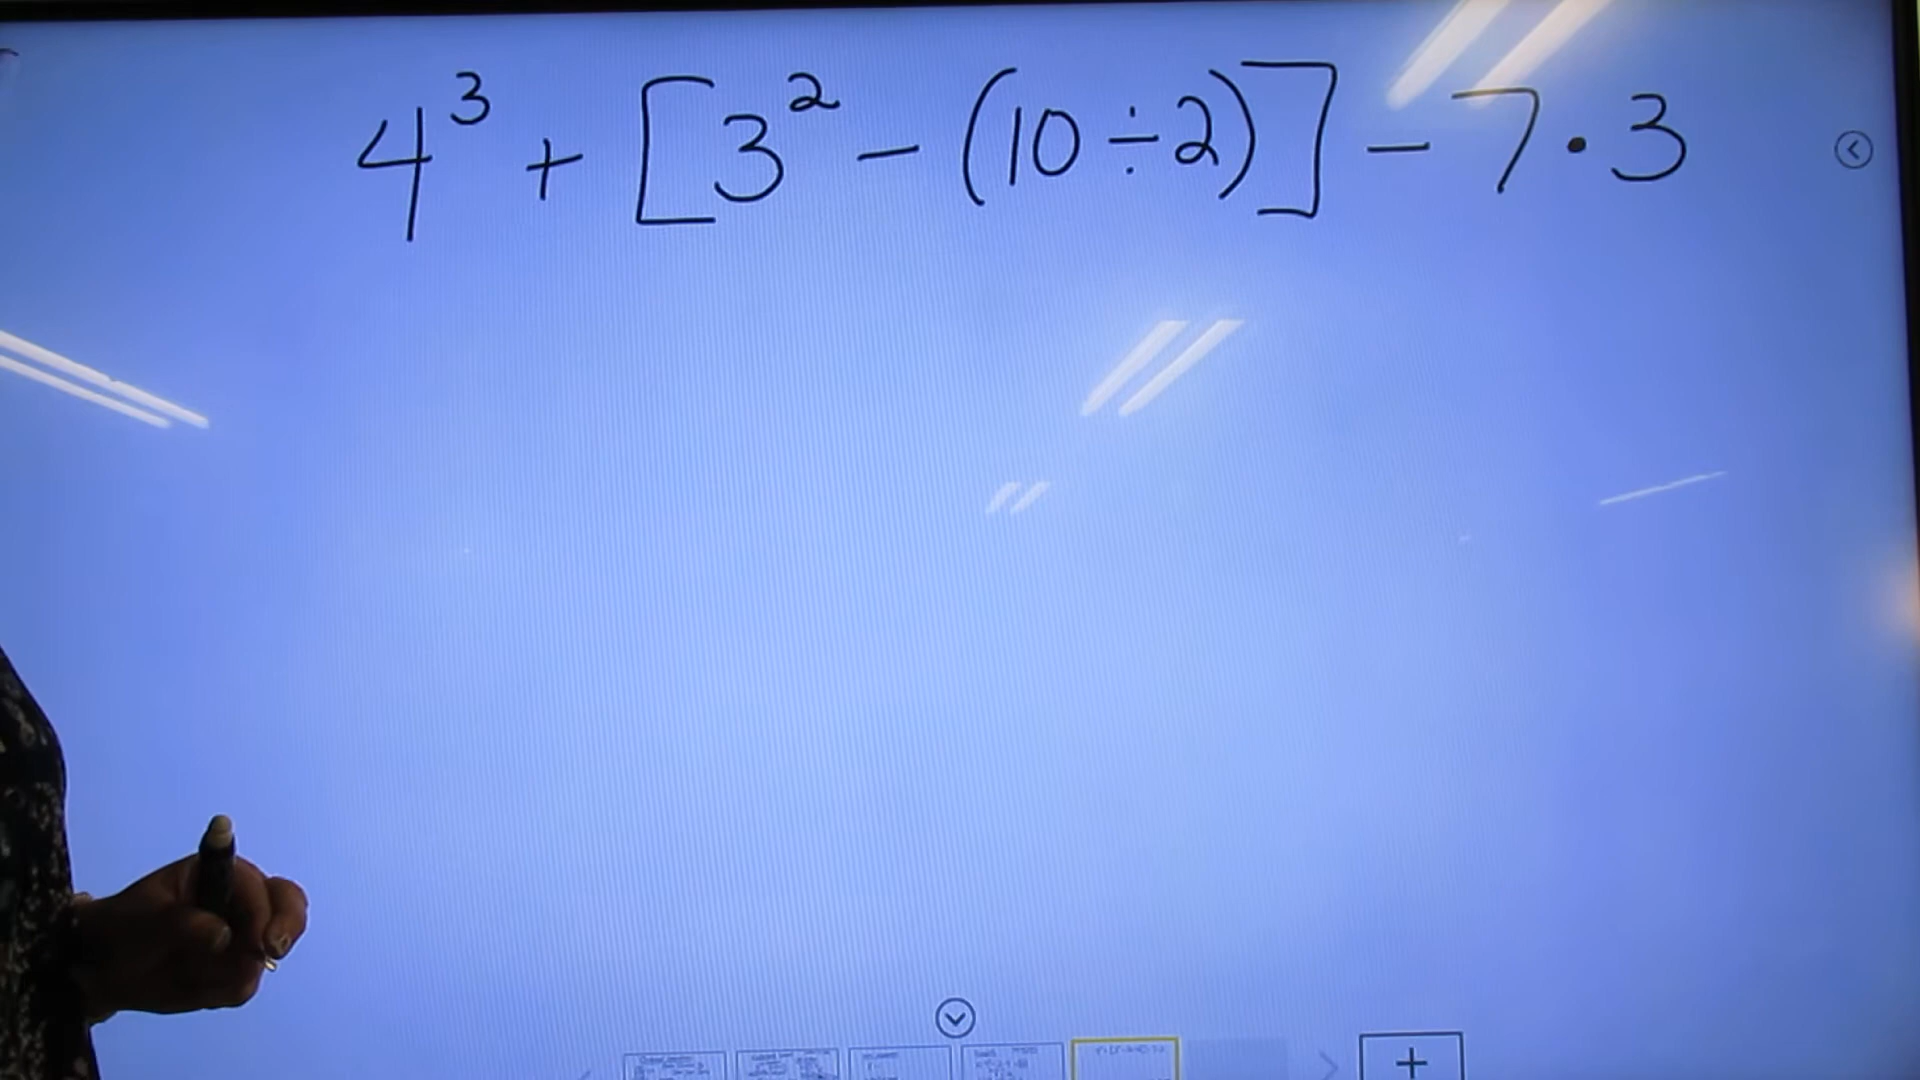 4³ + [3² − (10 ÷ 2)] − 7 · 3